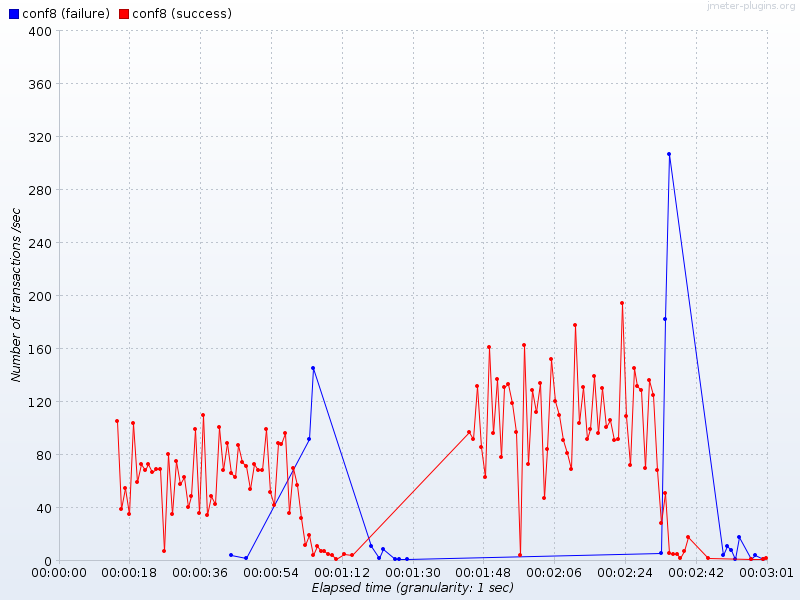 jmeter-plugins.org
conf8 (failure) conf8 (success)
400
360
320
280
240
200
160
120
80
40
0
Number of transactions /sec
00:00:00 00:00:18 00:00:36 00:00:54 00:01:12 00:01:30 00:01:48 00:02:06 00:02:24 00:02:42 00:03:01
Elapsed time (granularity: 1 sec)